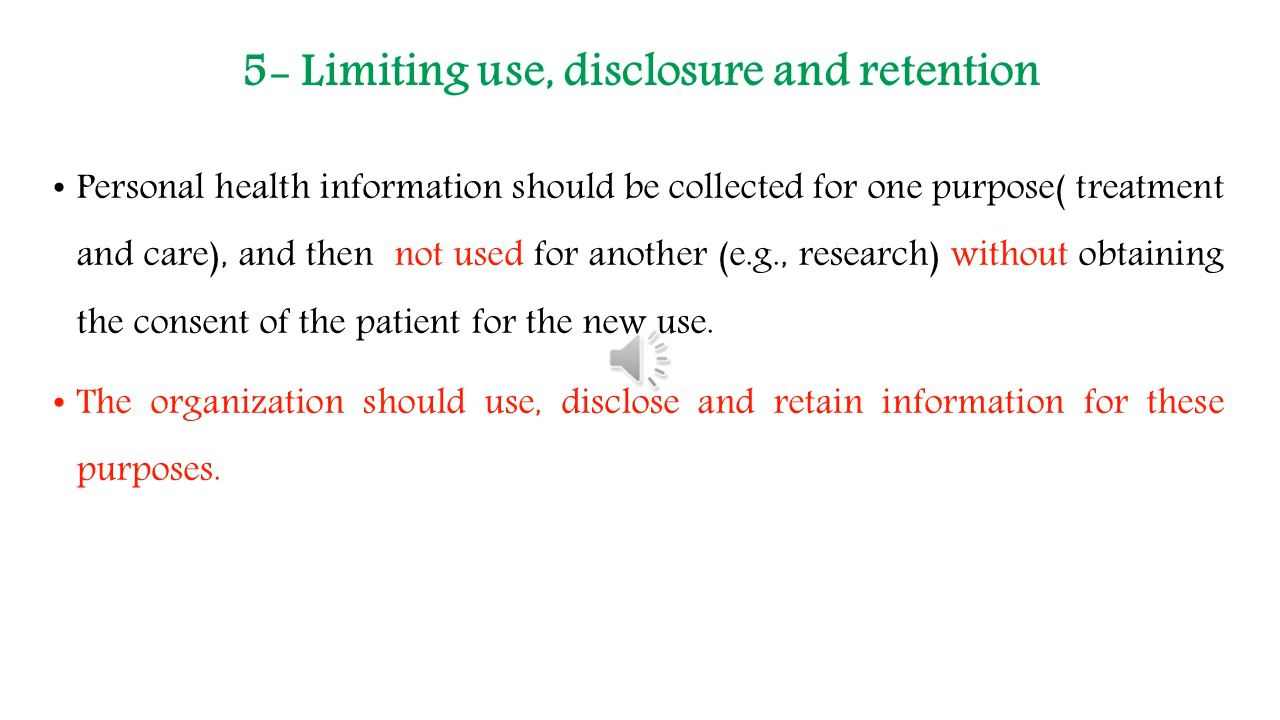 5- Limiting use, disclosure and retention
• Personal health information should be collected for one purpose( treatment
and care), and then not used for another (e.g., research) without obtaining
the consent of the patient for the new use.
• The organization should use, disclose and retain information for these
purposes.